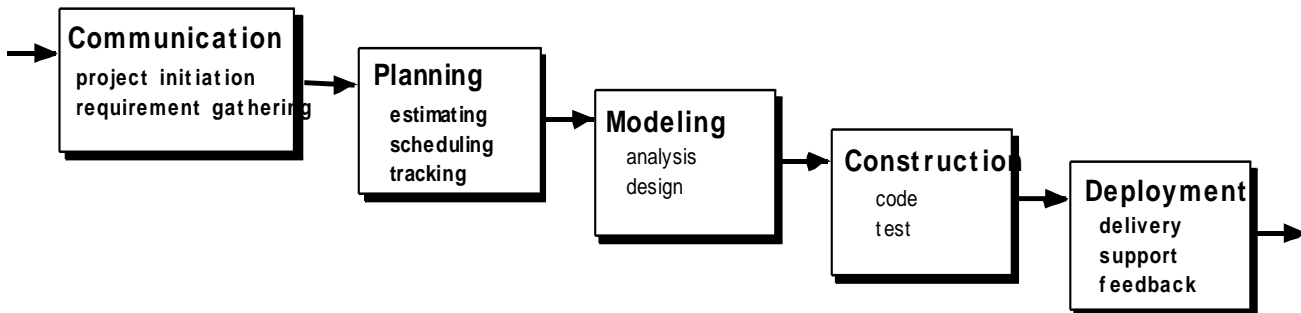 Communication
project initiation
requirement gathering
Planning
estimating
scheduling
tracking
Modeling
analysis
design
Construction
code
test
Deployment
delivery
support
feedback